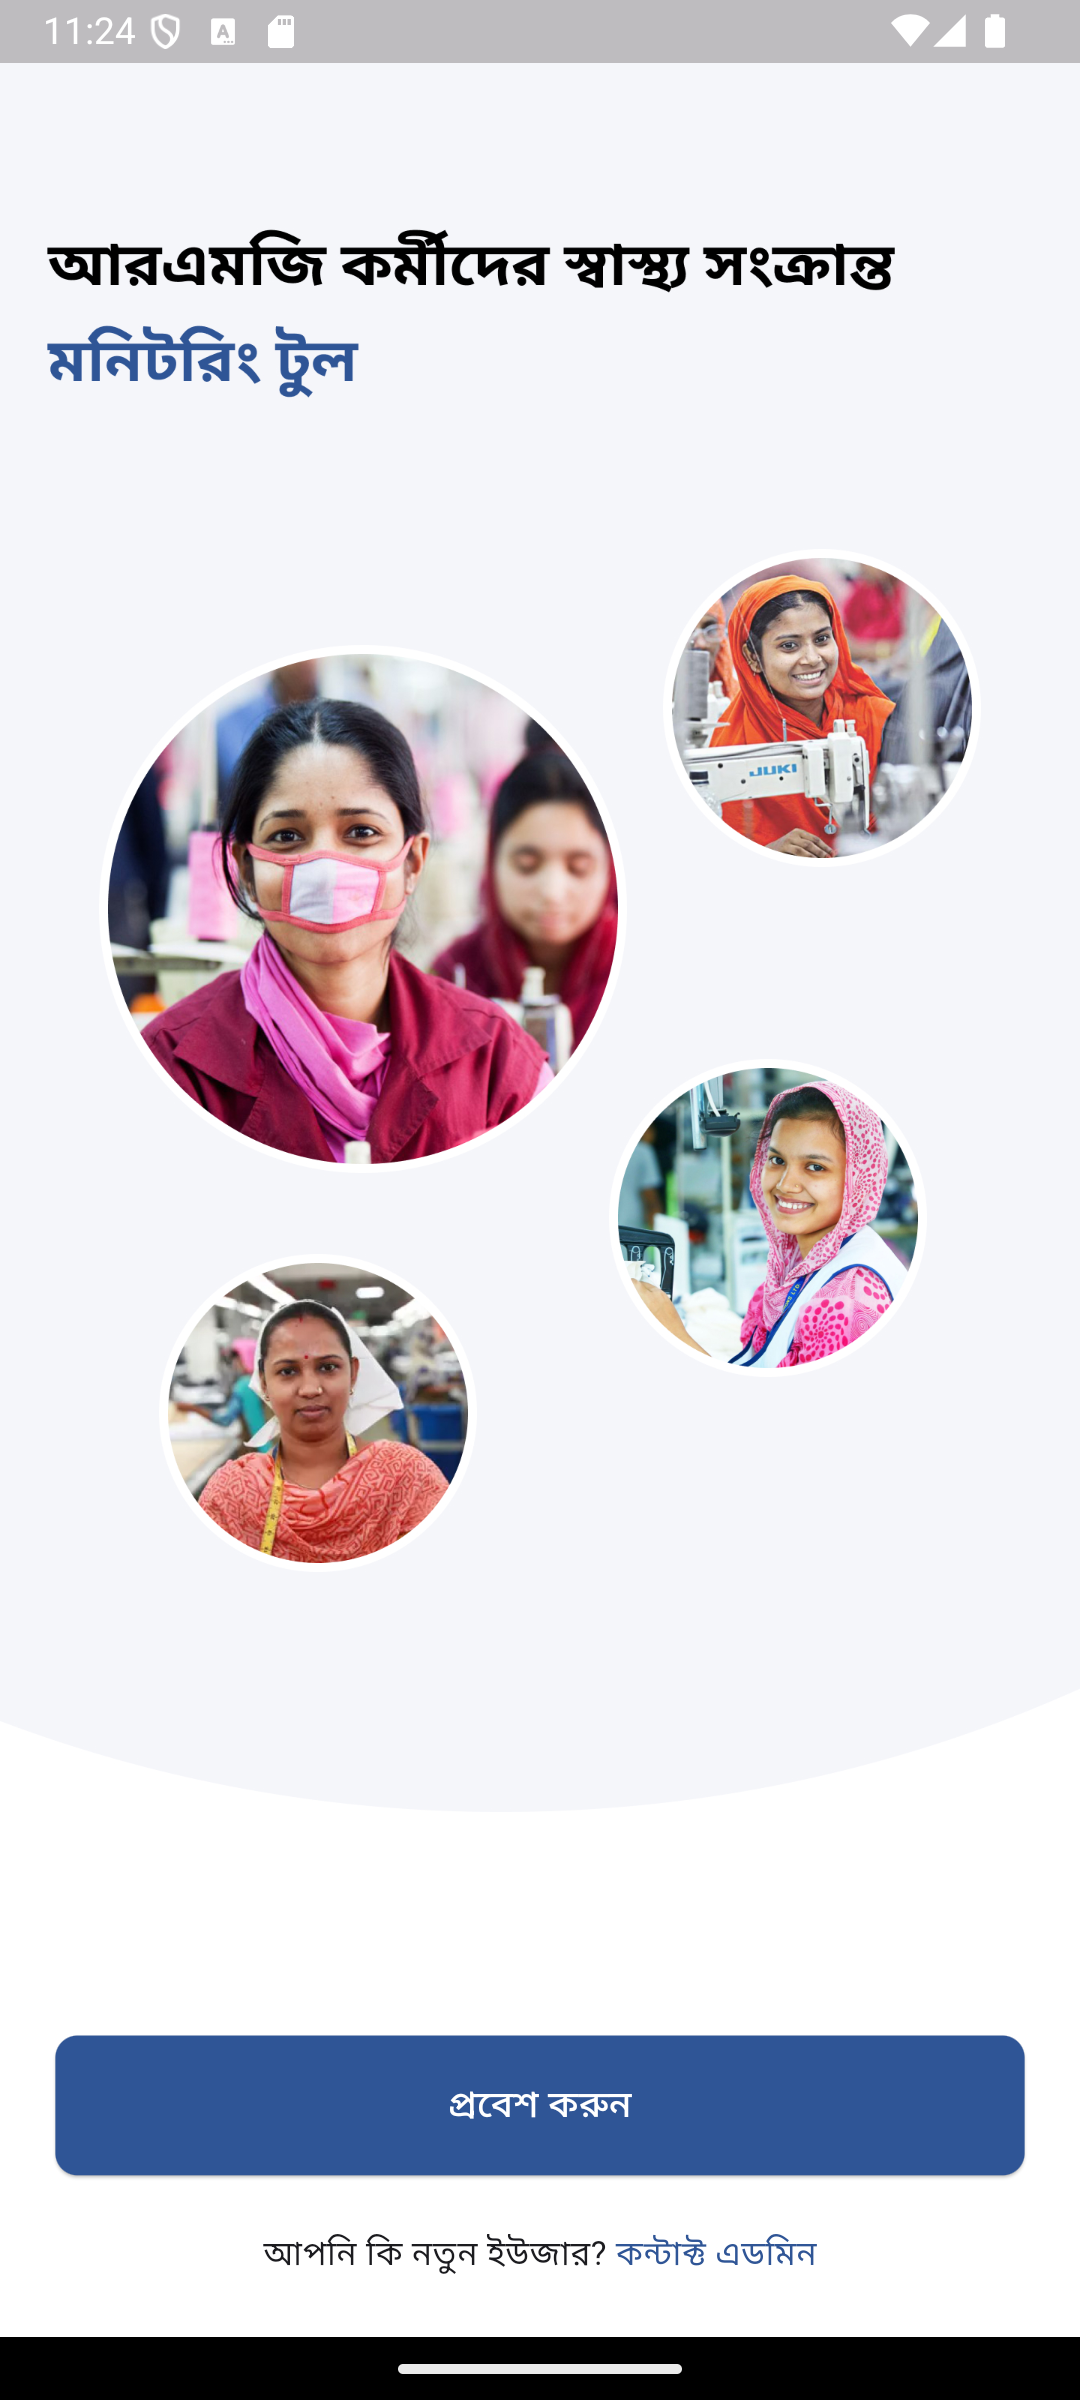 11:24
আরএমজি কর্মীদের স্বাস্থ্য সংক্রান্ত
মনিটরিং টুল
JUKI
প্রবেশ করুন
আপনি কি নতুন ইউজার? কন্টাক্ট এডমিন